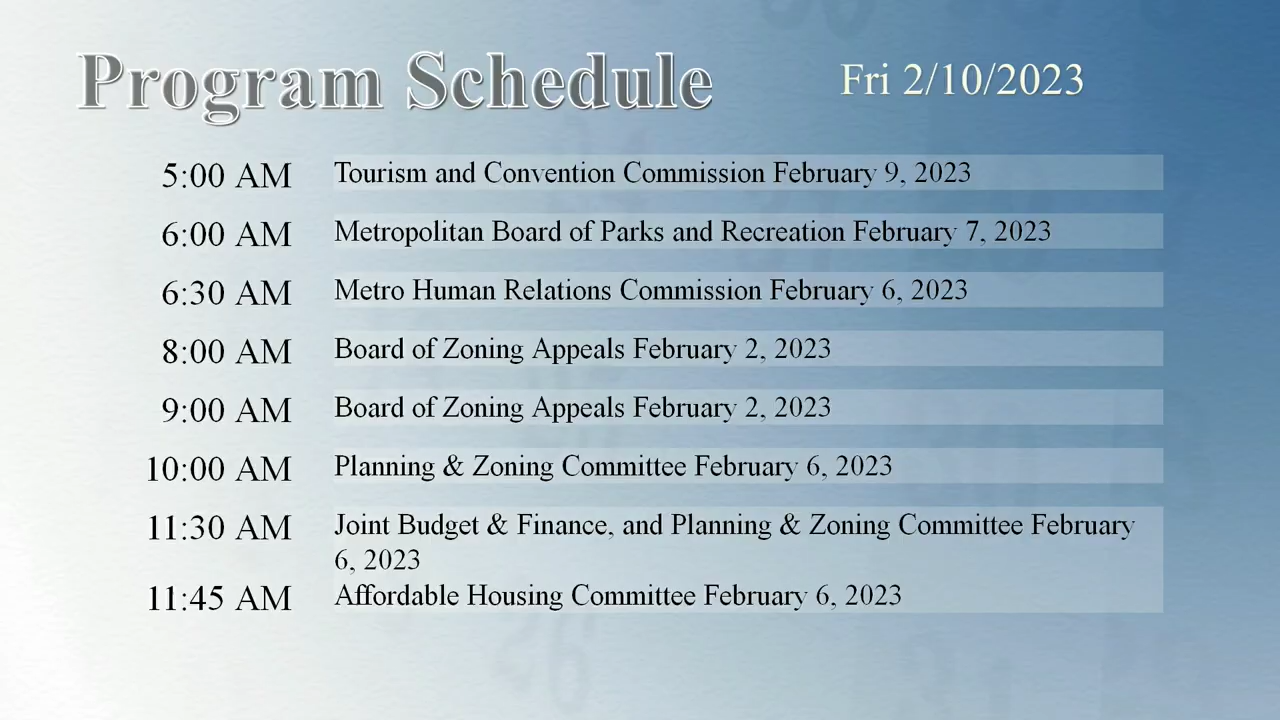 Program Schedule Fri 2/10/2023
5:00 AM Tourism and Convention Commission February 9, 2023
6:00 AM Metropolitan Board of Parks and Recreation February 7, 2023
6:30 AM Metro Human Relations Commission February 6, 2023
8:00 AM Board of Zoning Appeals February 2, 2023
9:00 AM Board of Zoning Appeals February 2, 2023
10:00 AM Planning & Zoning Committee February 6, 2023
11:30 AM Joint Budget & Finance, and Planning & Zoning Committee February
6, 2023
11:45 AM Affordable Housing Committee February 6, 2023